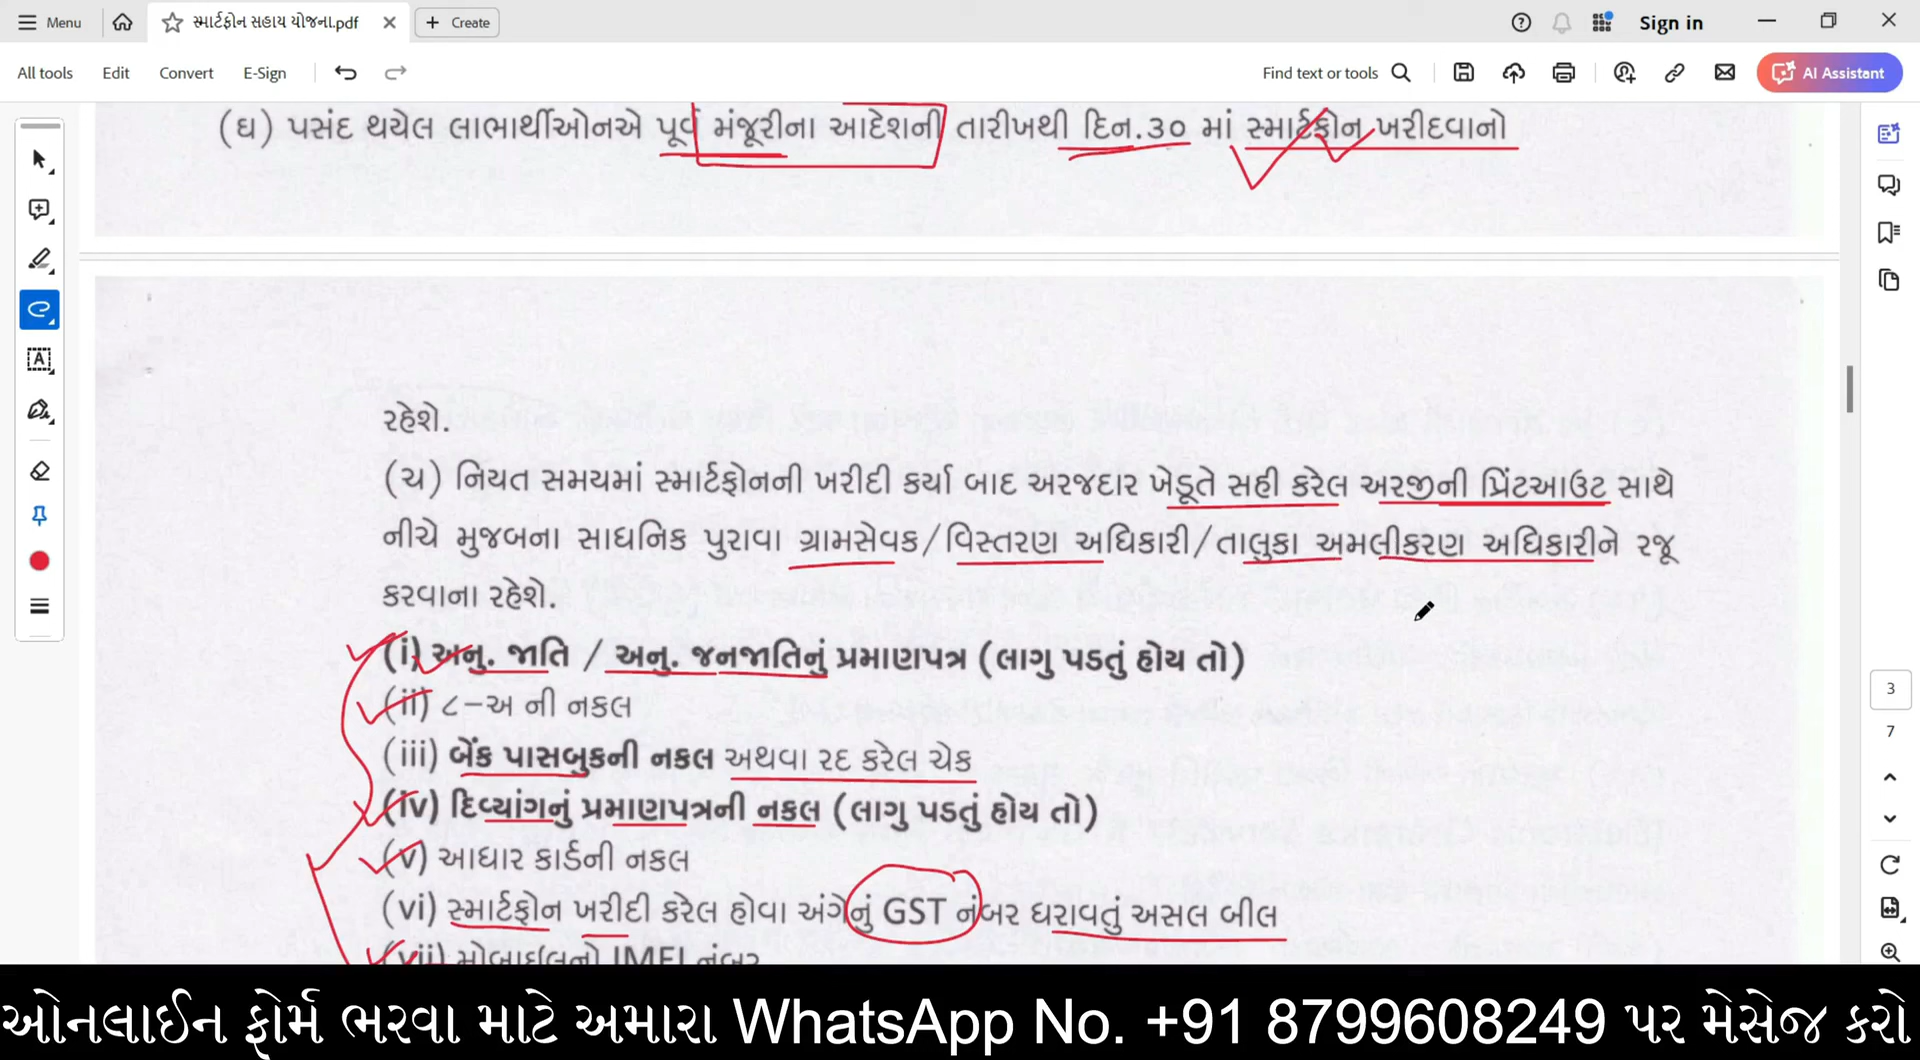 Menu
સ્માર્ટફોન સહાય યોજના.pdf
Create
Sign in
All tools
Edit
Convert
E-Sign
Find text or tools
AI Assistant
(ઘ) પસંદ થયેલ લાભાર્થીઓનએ પૂર્વ મંજૂરીના આદેશની તારીખથી દિન.૩૦ માં સ્માર્ટફોન ખરીદવાનો
રહેશે.
(ચ) નિયત સમયમાં સ્માર્ટફોનની ખરીદી કર્યા બાદ અરજદાર ખેડૂતે સહી કરેલ અરજીની પ્રિંટઆઉટ સાથે
નીચે મુજબના સાધનિક પુરાવા ગ્રામસેવક/વિસ્તરણ અધિકારી/તાલુકા અમલીકરણ અધિકારીને રજૂ
કરવાના રહેશે.
(i) અનુ. જાતિ / અનુ. જનજાતિનું પ્રમાણપત્ર (લાગુ પડતું હોય તો)
(ii) ૮-અ ની નકલ
(iii) બેંક પાસબુકની નકલ અથવા રદ કરેલ ચેક
(iv) દિવ્યાંગનું પ્રમાણપત્રની નકલ (લાગુ પડતું હોય તો)
(v) આધાર કાર્ડની નકલ
(vi) સ્માર્ટફોન ખરીદી કરેલ હોવા અંગેનું GST નંબર ધરાવતું અસલ બીલ
(vii) મોબાઈલનો IMEI નંબર
3
7
ઓનલાઈન ફોર્મ ભરવા માટે અમારા WhatsApp No. +91 8799608249 પર મેસેજ કરો